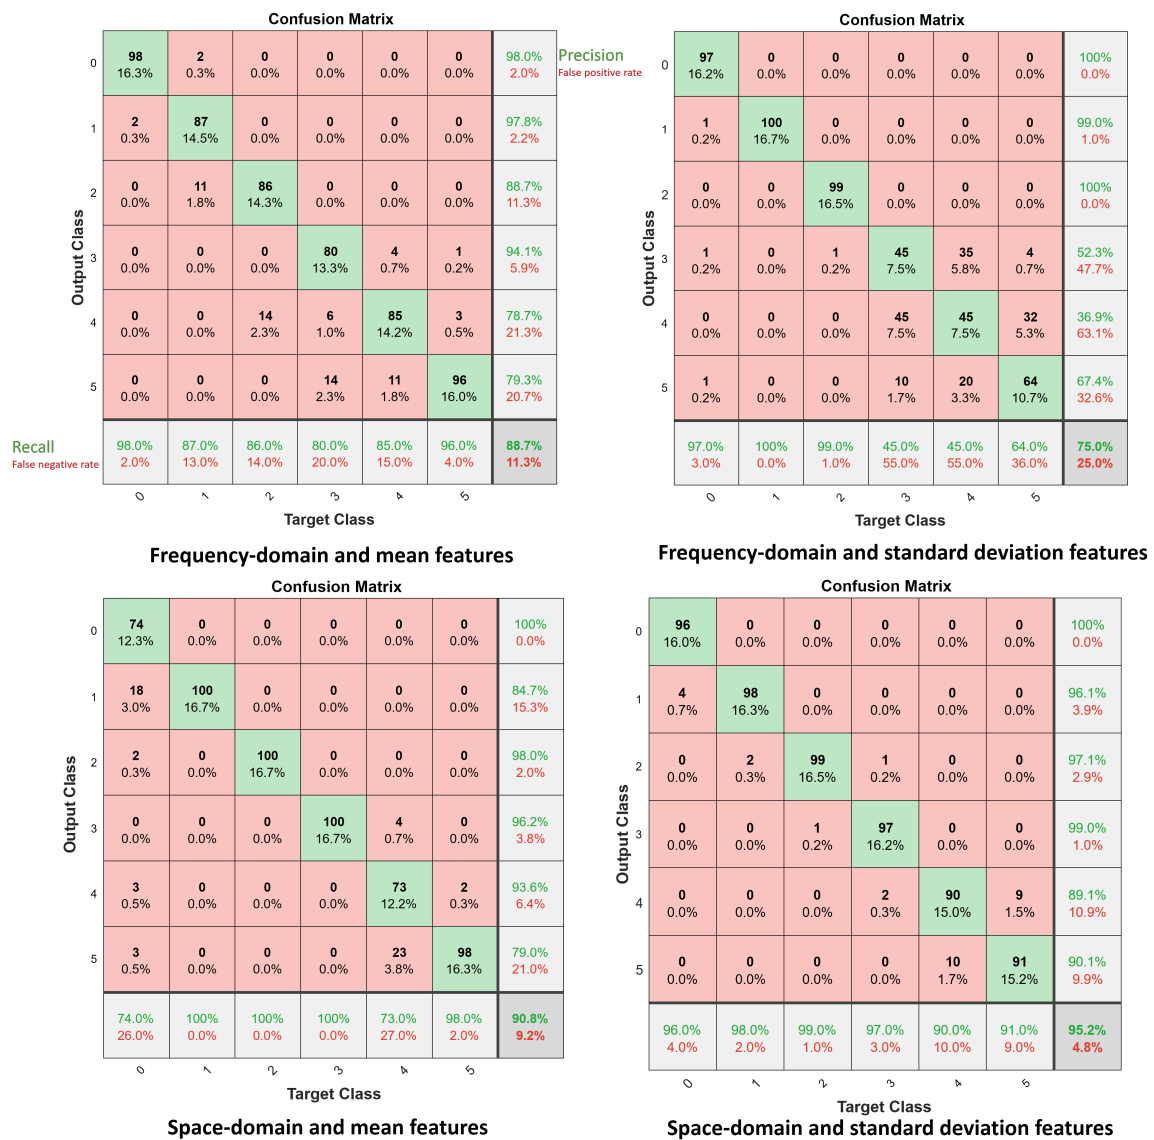 Confusion Matrix
0 98 2 0 0 0 0 98.0%
16.3% 0.3% 0.0% 0.0% 0.0% 0.0% 2.0%
1 2 87 0 0 0 0 97.8%
0.3% 14.5% 0.0% 0.0% 0.0% 0.0% 2.2%
2 0 11 86 0 0 0 88.7%
0.0% 1.8% 14.3% 0.0% 0.0% 0.0% 11.3%
3 0 0 0 80 4 1 94.1%
0.0% 0.0% 0.0% 13.3% 0.7% 0.2% 5.9%
4 0 0 14 6 85 3 78.7%
0.0% 0.0% 2.3% 1.0% 14.2% 0.5% 21.3%
5 0 0 0 14 11 96 79.3%
0.0% 0.0% 0.0% 2.3% 1.8% 16.0% 20.7%
Recall 98.0% 87.0% 86.0% 80.0% 85.0% 96.0% 88.7%
False negative rate 2.0% 13.0% 14.0% 20.0% 15.0% 4.0% 11.3%
0 1 2 3 4 5
Output Class
Target Class
Frequency-domain and mean features
Confusion Matrix
Precision
False positive rate
0 97 0 0 0 0 0 100%
16.2% 0.0% 0.0% 0.0% 0.0% 0.0% 0.0%
1 1 100 0 0 0 0 99.0%
0.2% 16.7% 0.0% 0.0% 0.0% 0.0% 1.0%
2 0 0 99 0 0 0 100%
0.0% 0.0% 16.5% 0.0% 0.0% 0.0% 0.0%
3 1 0 1 45 35 4 52.3%
0.2% 0.0% 0.2% 7.5% 5.8% 0.7% 47.7%
4 0 0 0 45 45 32 36.9%
0.0% 0.0% 0.0% 7.5% 7.5% 5.3% 63.1%
5 1 0 0 10 20 64 67.4%
0.2% 0.0% 0.0% 1.7% 3.3% 10.7% 32.6%
97.0% 100% 99.0% 45.0% 45.0% 64.0% 75.0%
3.0% 0.0% 1.0% 55.0% 55.0% 36.0% 25.0%
0 1 2 3 4 5
Output Class
Target Class
Frequency-domain and standard deviation features
Confusion Matrix
0 74 0 0 0 0 0 100%
12.3% 0.0% 0.0% 0.0% 0.0% 0.0% 0.0%
1 18 100 0 0 0 0 84.7%
3.0% 16.7% 0.0% 0.0% 0.0% 0.0% 15.3%
2 2 0 100 0 0 0 98.0%
0.3% 0.0% 16.7% 0.0% 0.0% 0.0% 2.0%
3 0 0 0 100 4 0 96.2%
0.0% 0.0% 0.0% 16.7% 0.7% 0.0% 3.8%
4 3 0 0 0 73 2 93.6%
0.5% 0.0% 0.0% 0.0% 12.2% 0.3% 6.4%
5 3 0 0 0 23 98 79.0%
0.5% 0.0% 0.0% 0.0% 3.8% 16.3% 21.0%
74.0% 100% 100% 100% 73.0% 98.0% 90.8%
26.0% 0.0% 0.0% 0.0% 27.0% 2.0% 9.2%
0 1 2 3 4 5
Output Class
Target Class
Space-domain and mean features
Confusion Matrix
0 96 0 0 0 0 0 100%
16.0% 0.0% 0.0% 0.0% 0.0% 0.0% 0.0%
1 4 98 0 0 0 0 96.1%
0.7% 16.3% 0.0% 0.0% 0.0% 0.0% 3.9%
2 0 2 99 1 0 0 97.1%
0.0% 0.3% 16.5% 0.2% 0.0% 0.0% 2.9%
3 0 0 1 97 0 0 99.0%
0.0% 0.0% 0.2% 16.2% 0.0% 0.0% 1.0%
4 0 0 0 2 90 9 89.1%
0.0% 0.0% 0.0% 0.3% 15.0% 1.5% 10.9%
5 0 0 0 0 10 91 90.1%
0.0% 0.0% 0.0% 0.0% 1.7% 15.2% 9.9%
96.0% 98.0% 99.0% 97.0% 90.0% 91.0% 95.2%
4.0% 2.0% 1.0% 3.0% 10.0% 9.0% 4.8%
0 1 2 3 4 5
Output Class
Target Class
Space-domain and standard deviation features